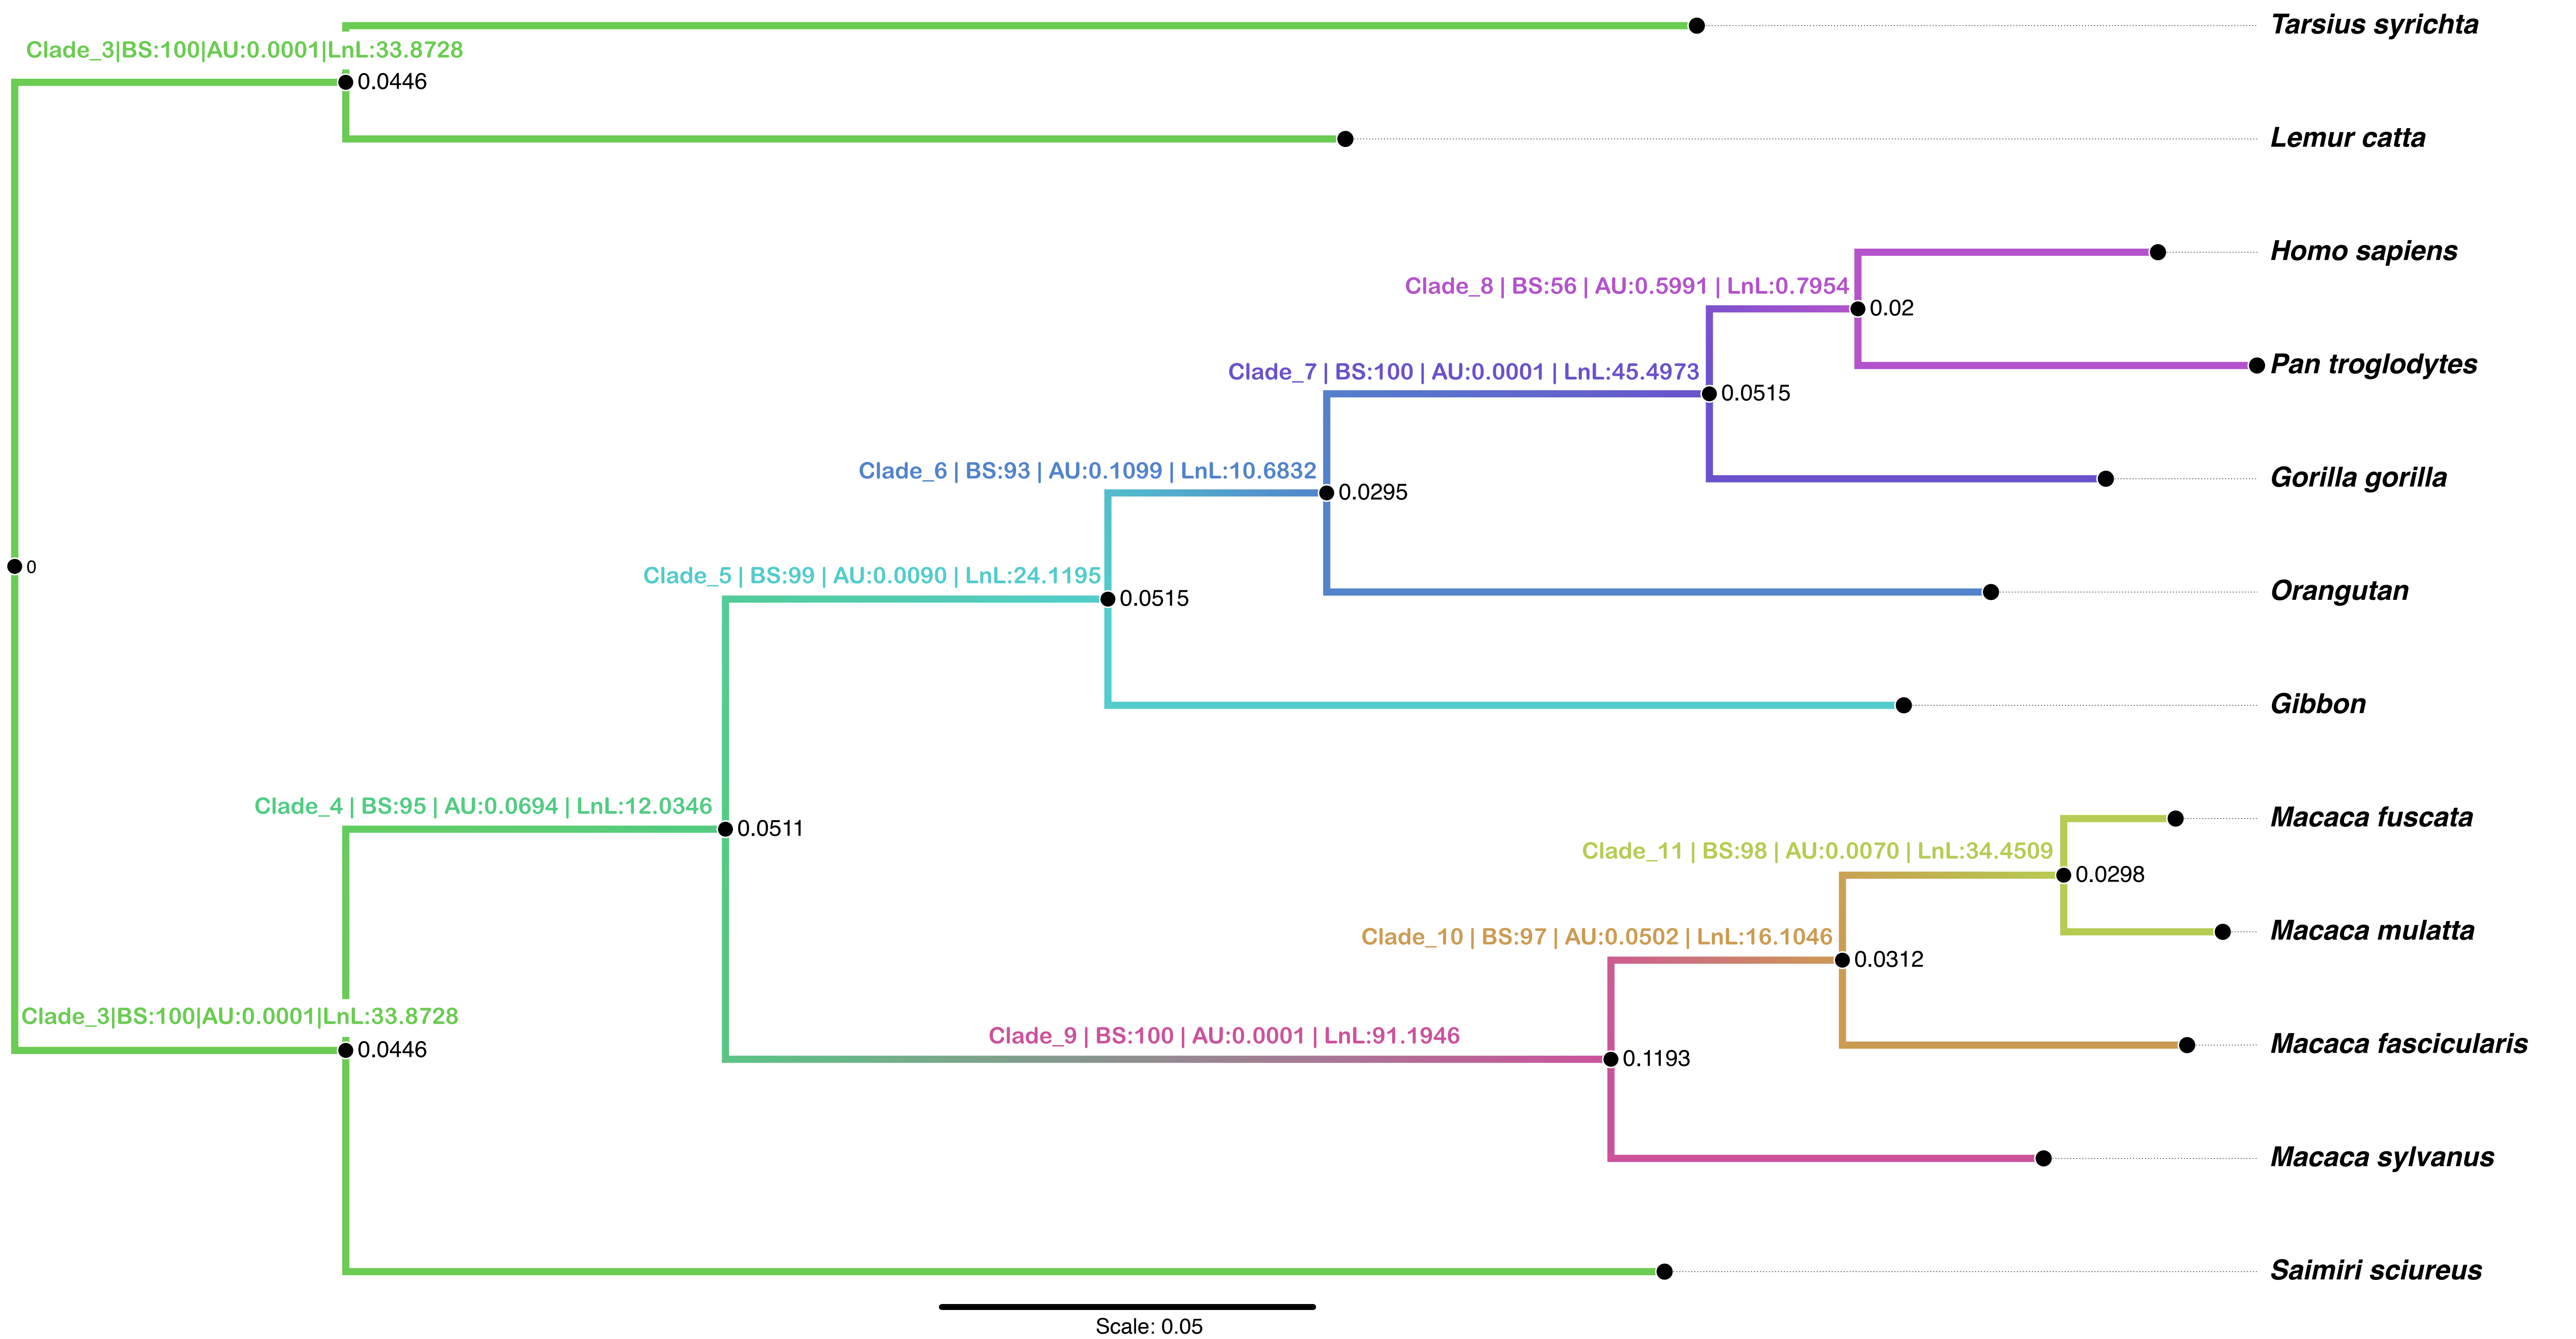 Tarsius syrichta
Clade_3|BS:100|AU:0.0001|LnL:33.8728
0.0446
Lemur catta
Homo sapiens
Clade_8 | BS:56 | AU:0.5991 | LnL:0.7954
0.02
Pan troglodytes
Clade_7 | BS:100 | AU:0.0001 | LnL:45.4973
0.0515
Clade_6 | BS:93 | AU:0.1099 | LnL:10.6832
Gorilla gorilla
0.0295
0
Clade_5 | BS:99 | AU:0.0090 | LnL:24.1195
0.0515
Orangutan
Gibbon
Clade_4 | BS:95 | AU:0.0694 | LnL:12.0346
0.0511
Macaca fuscata
Clade_11 | BS:98 | AU:0.0070 | LnL:34.4509
0.0298
Macaca mulatta
Clade_10 | BS:97 | AU:0.0502 | LnL:16.1046
0.0312
Clade_3|BS:100|AU:0.0001|LnL:33.8728
0.0446
Clade_9 | BS:100 | AU:0.0001 | LnL:91.1946
0.1193
Macaca fascicularis
Macaca sylvanus
Saimiri sciureus
Scale: 0.05